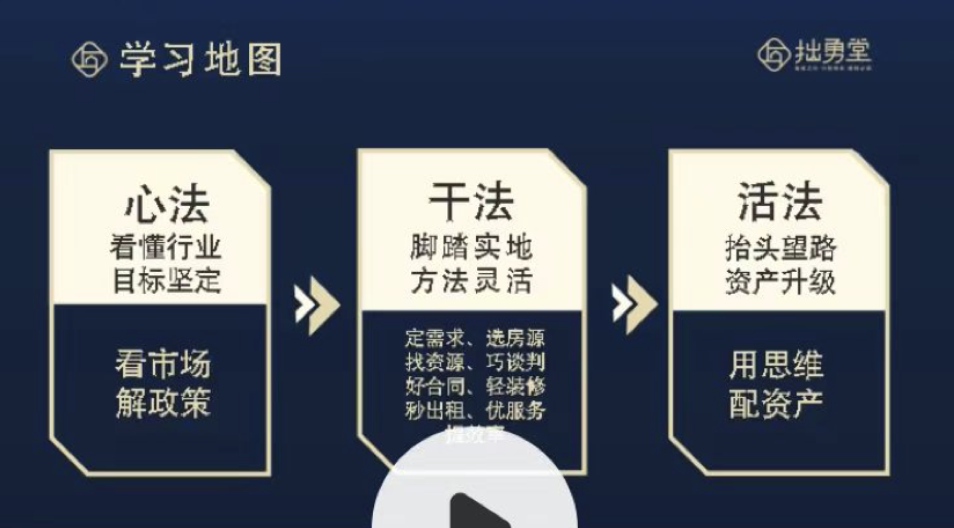 学习地图
拙勇堂
心法
看懂行业
目标坚定
看市场
解政策
干法
脚踏实地
方法灵活
定需求、选房源
找资源、巧谈判
好合同、轻装修
秒出租、优服务
提效率
活法
抬头望路
资产升级
用思维
配资产